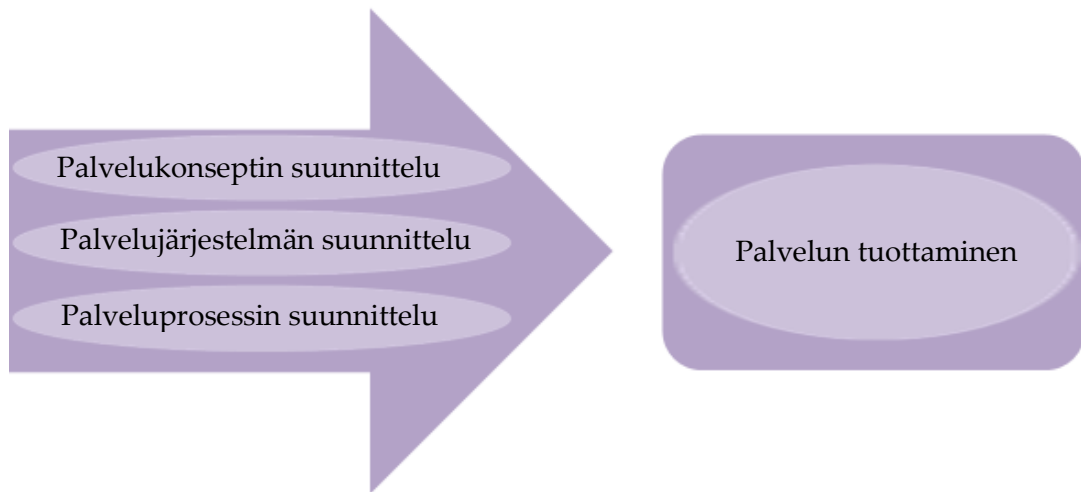 Palvelukonseptin suunnittelu
Palvelujärjestelmän suunnittelu
Palveluprosessin suunnittelu
Palvelun tuottaminen